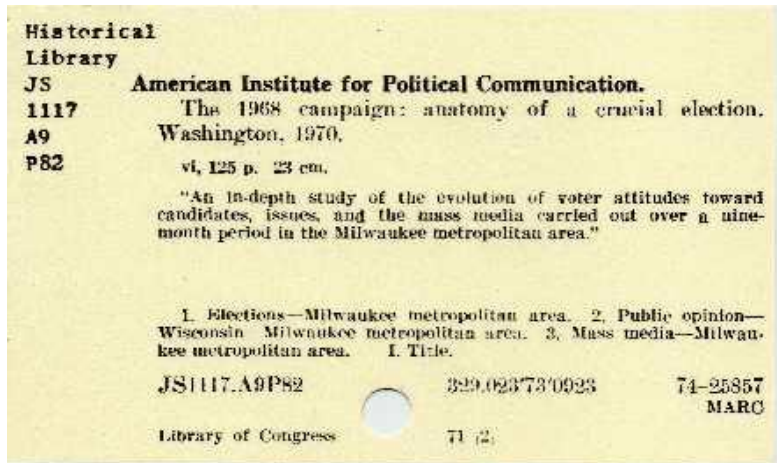 Historical
Library
JS American Institute for Political Communication.
1117 The 1968 campaign: anatomy of a crucial election.
A9 Washington, 1970.
P82 vi, 125 p. 23 cm.
"An in-depth study of the evolution of voter attitudes toward
candidates, issues, and the mass media carried out over a nine-
month period in the Milwaukee metropolitan area."
1. Elections—Milwaukee metropolitan area. 2. Public opinion—
Wisconsin Milwaukee metropolitan area. 3. Mass media—Milwau-
kee metropolitan area. I. Title.
JS1117.A9P82 329.023'73'0923 74-25857
MARC
Library of Congress 71 (2)